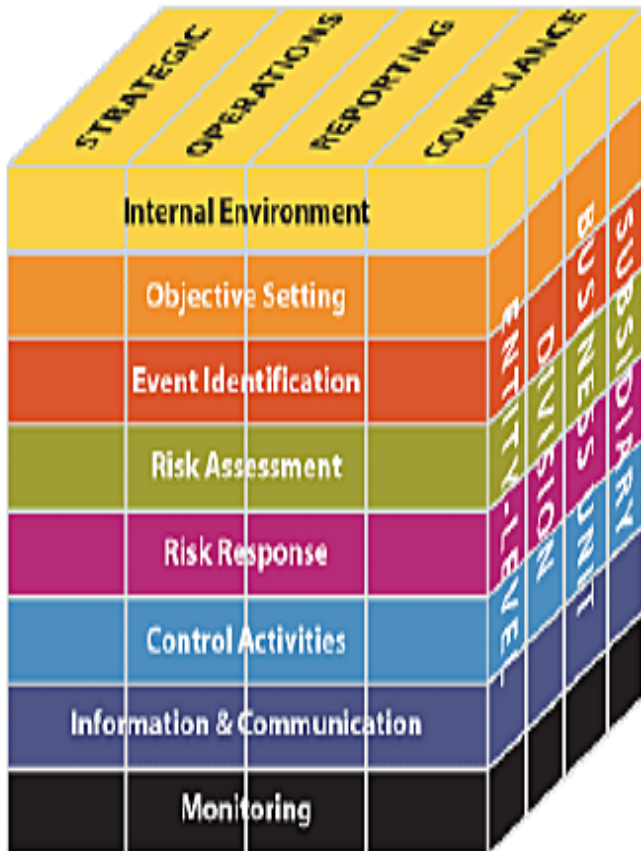 STRATEGIC
OPERATIONS
REPORTING
COMPLIANCE
Internal Environment
Objective Setting
Event Identification
Risk Assessment
Risk Response
Control Activities
Information & Communication
Monitoring
ENTITY-LEVEL
DIVISION
BUSINESS UNIT
SUBSIDIARY